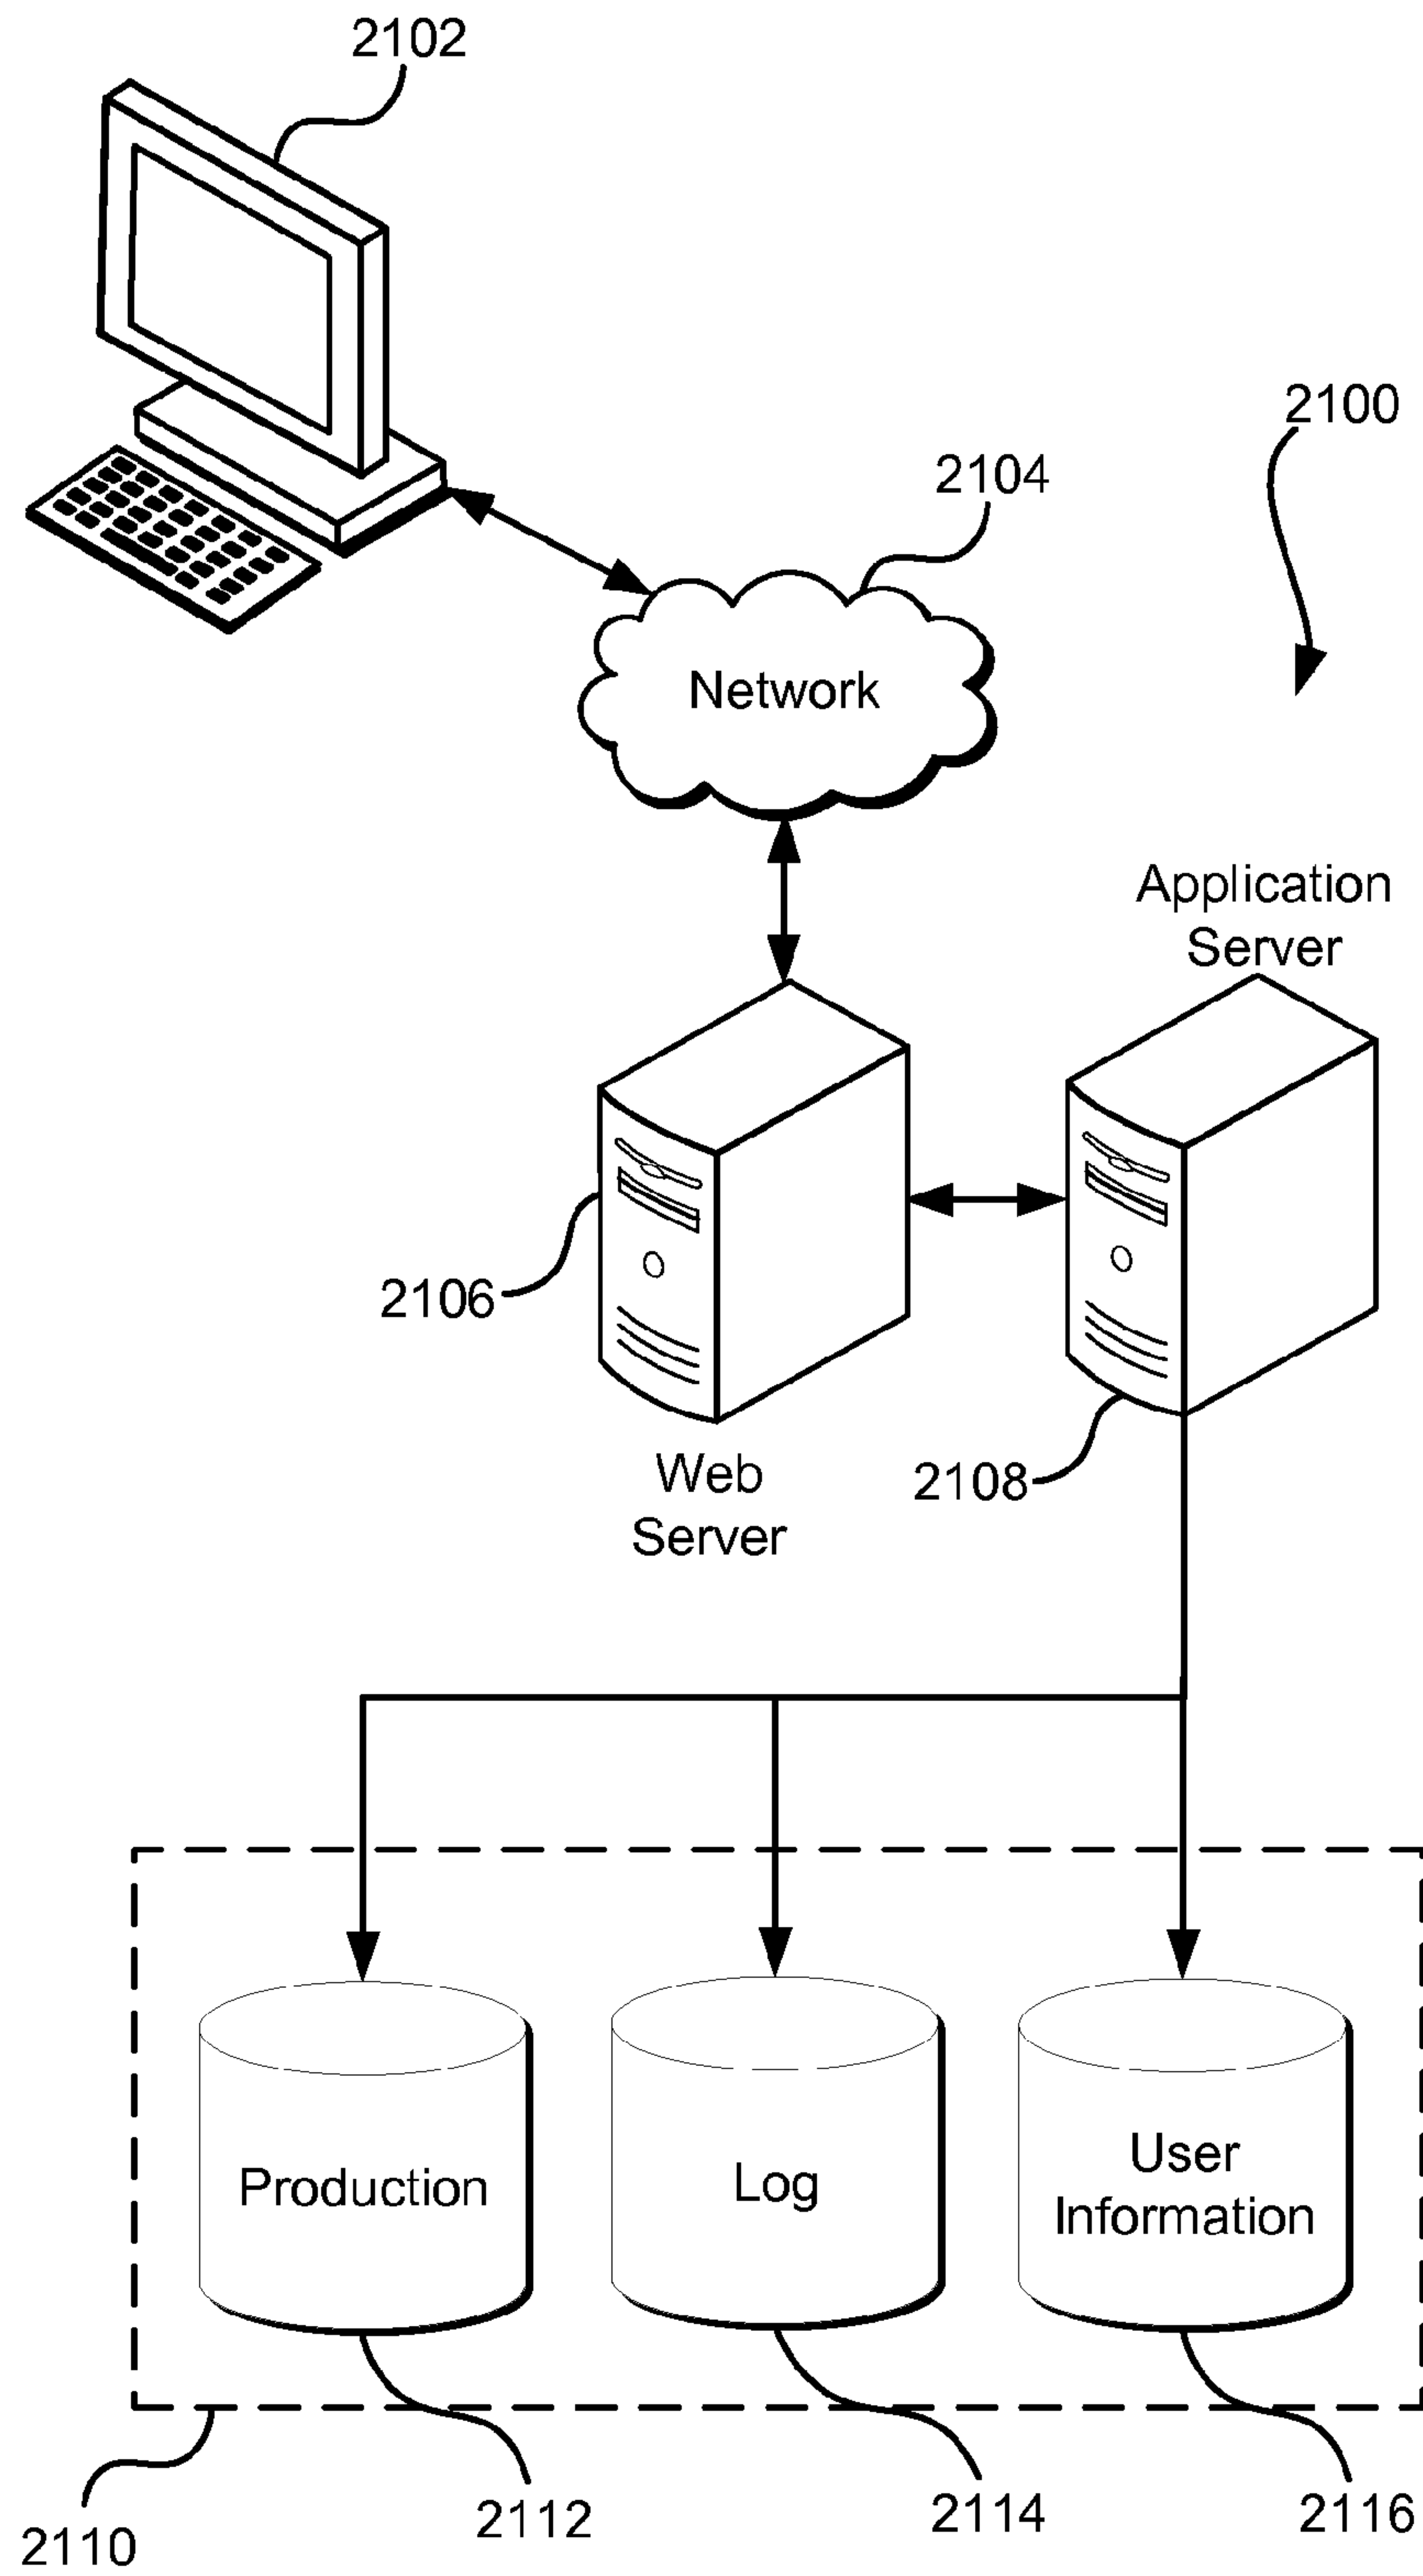 2102
2100
2104
Network
Application
Server
2106
Web
Server
2108
Production
Log
User
Information
2110
2112
2114
2116